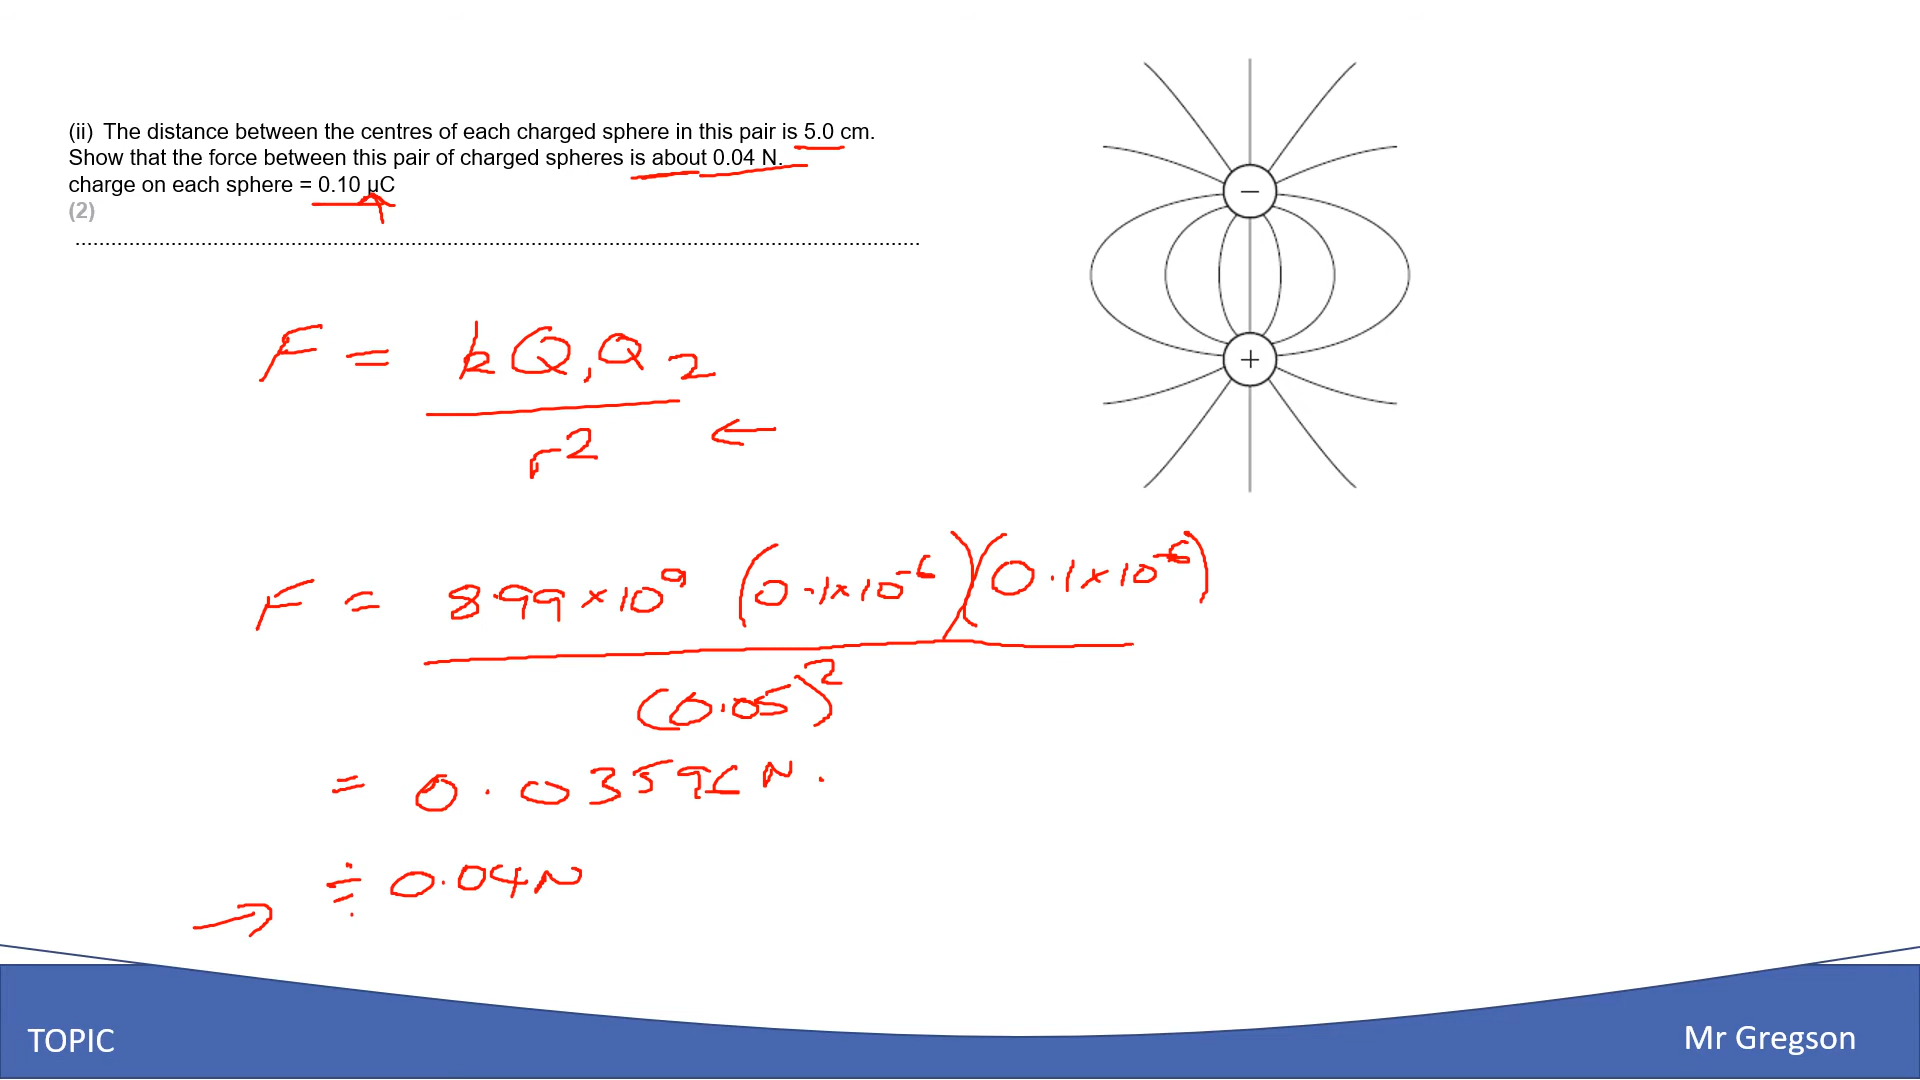 (ii) The distance between the centres of each charged sphere in this pair is 5.0 cm.
Show that the force between this pair of charged spheres is about 0.04 N.
charge on each sphere = 0.10 µC
(2)
F = kQ₁Q₂
r²
F = 8.99 × 10⁹ (0.1×10⁻⁶)(0.1×10⁻⁶)
(0.05)²
= 0.03596 N.
≑ 0.04N
−
+
TOPIC
Mr Gregson